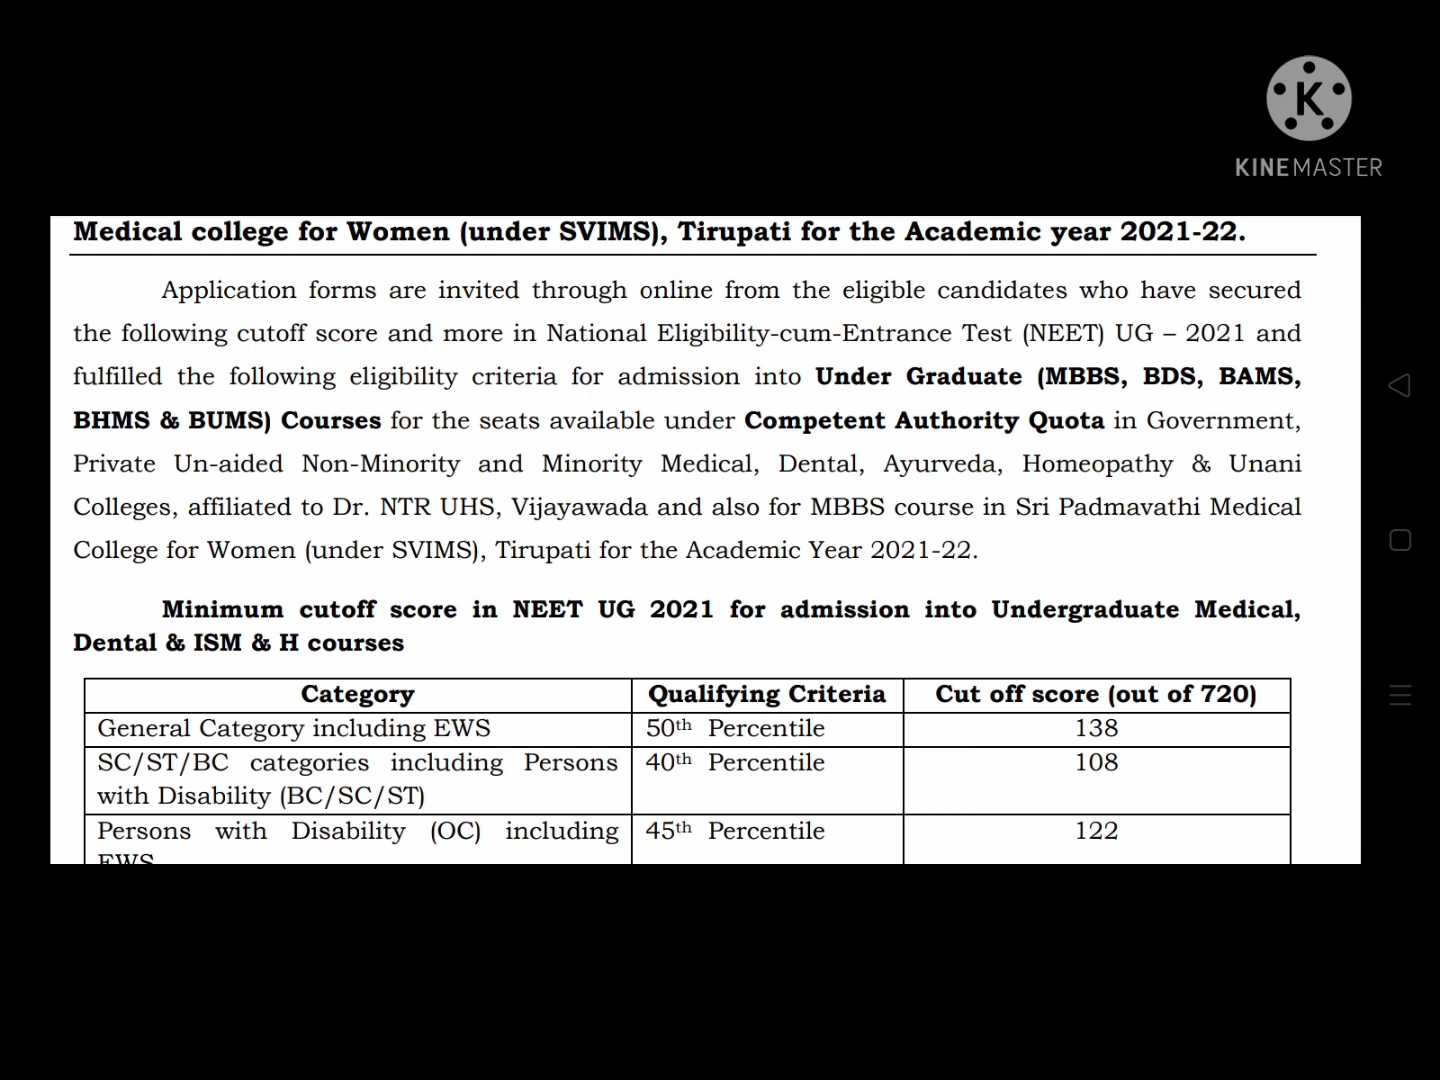 K
KINEMASTER
Medical college for Women (under SVIMS), Tirupati for the Academic year 2021-22.
Application forms are invited through online from the eligible candidates who have secured
the following cutoff score and more in National Eligibility-cum-Entrance Test (NEET) UG – 2021 and
fulfilled the following eligibility criteria for admission into Under Graduate (MBBS, BDS, BAMS,
BHMS & BUMS) Courses for the seats available under Competent Authority Quota in Government,
Private Un-aided Non-Minority and Minority Medical, Dental, Ayurveda, Homeopathy & Unani
Colleges, affiliated to Dr. NTR UHS, Vijayawada and also for MBBS course in Sri Padmavathi Medical
College for Women (under SVIMS), Tirupati for the Academic Year 2021-22.
Minimum cutoff score in NEET UG 2021 for admission into Undergraduate Medical,
Dental & ISM & H courses
Category Qualifying Criteria Cut off score (out of 720)
General Category including EWS 50th Percentile 138
SC/ST/BC categories including Persons 40th Percentile 108
with Disability (BC/SC/ST)
Persons with Disability (OC) including 45th Percentile 122
EWS